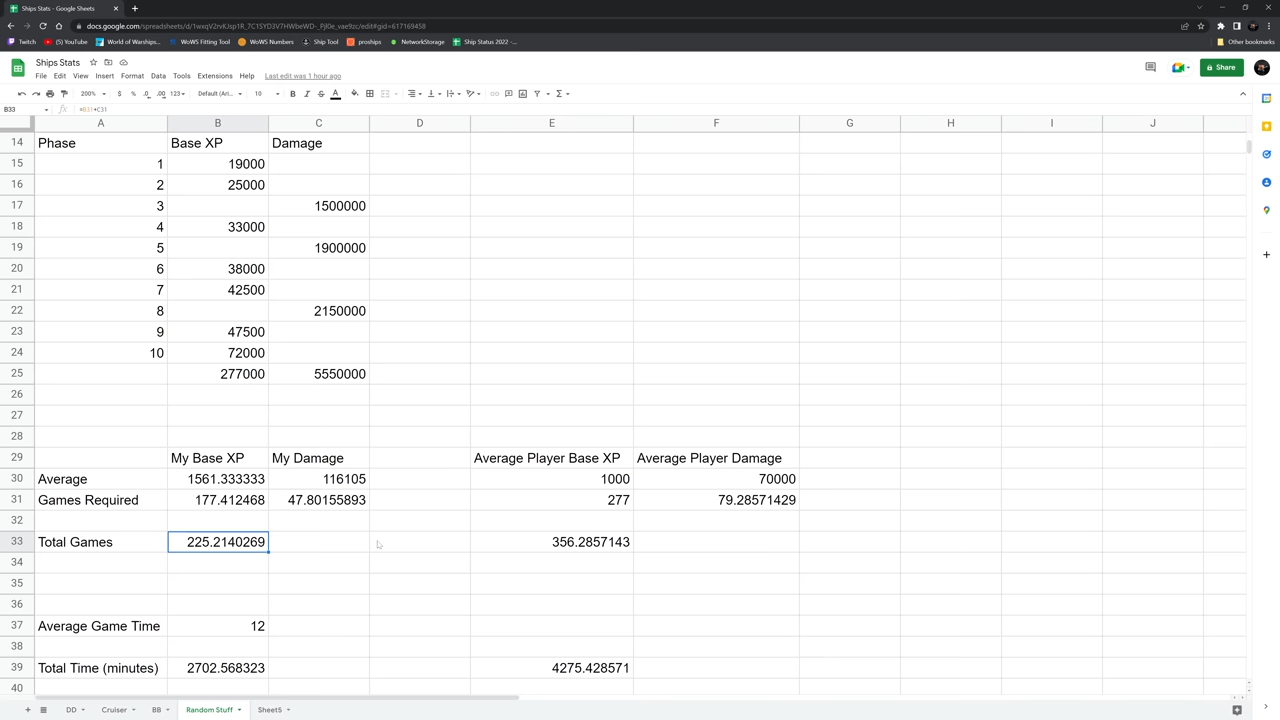 Ships Stats - Google Sheets
docs.google.com/spreadsheets/d/1wxqV2rvKJsp1R_7C1SYD3V7HWbeWD-_Pjl0e_vae9zc/edit#gid=617169458
Twitch (5) YouTube World of Warships... WoWS Fitting Tool WoWS Numbers Ship Tool proships NetworkStorage Ship Status 2022 -... Other bookmarks
Ships Stats
File Edit View Insert Format Data Tools Extensions Help Last edit was 1 hour ago
Share
200% $ % .0 .00 123 Default (Ari... 10 B I S A
B33 fx =B31+C31
A B C D E F G H I J
14 Phase Base XP Damage
15 1 19000
16 2 25000
17 3 1500000
18 4 33000
19 5 1900000
20 6 38000
21 7 42500
22 8 2150000
23 9 47500
24 10 72000
25 277000 5550000
26
27
28
29 My Base XP My Damage Average Player Base XP Average Player Damage
30 Average 1561.333333 116105 1000 70000
31 Games Required 177.412468 47.80155893 277 79.28571429
32
33 Total Games 225.2140269 356.2857143
34
35
36
37 Average Game Time 12
38
39 Total Time (minutes) 2702.568323 4275.428571
40
DD Cruiser BB Random Stuff Sheet5